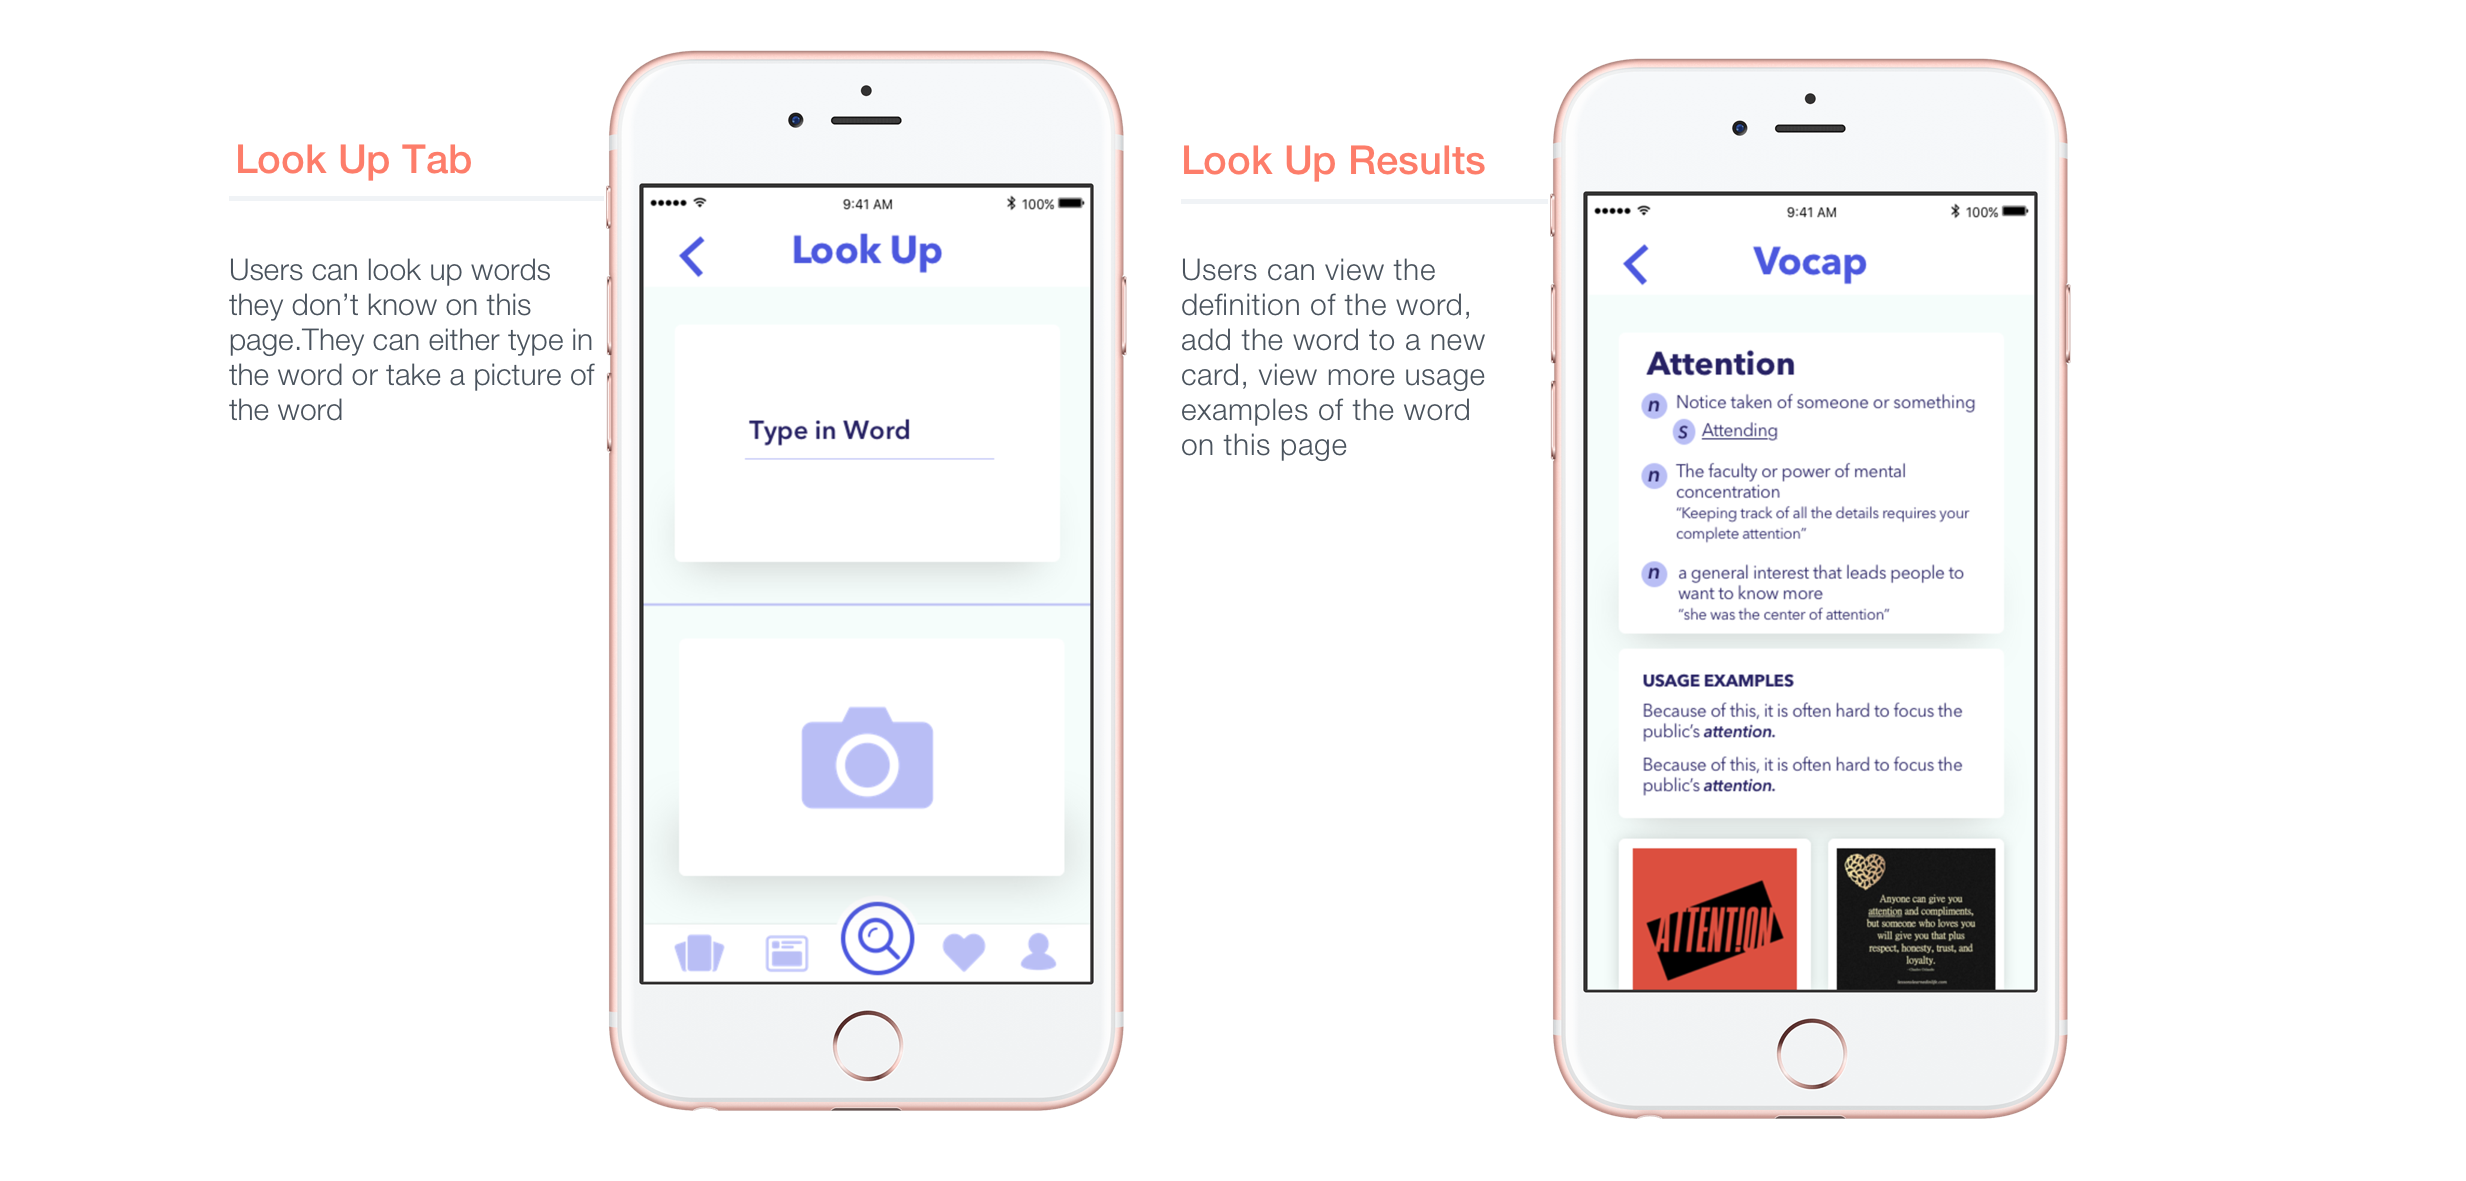 Look Up Tab
Users can look up words
they don't know on this
page.They can either type in
the word or take a picture of
the word
9:41 AM
100%
Look Up
Type in Word
Look Up Results
Users can view the
definition of the word,
add the word to a new
card, view more usage
examples of the word
on this page
9:41 AM
100%
Vocap
Attention
n Notice taken of someone or something
s Attending
n The faculty or power of mental
concentration
"Keeping track of all the details requires your
complete attention"
n a general interest that leads people to
want to know more
"she was the center of attention"
USAGE EXAMPLES
Because of this, it is often hard to focus the
public's attention.
Because of this, it is often hard to focus the
public's attention.
ATTENTION
Anyone can give you
attention and compliments,
but someone who loves you
will give you that plus
respect, honesty, trust, and
loyalty.